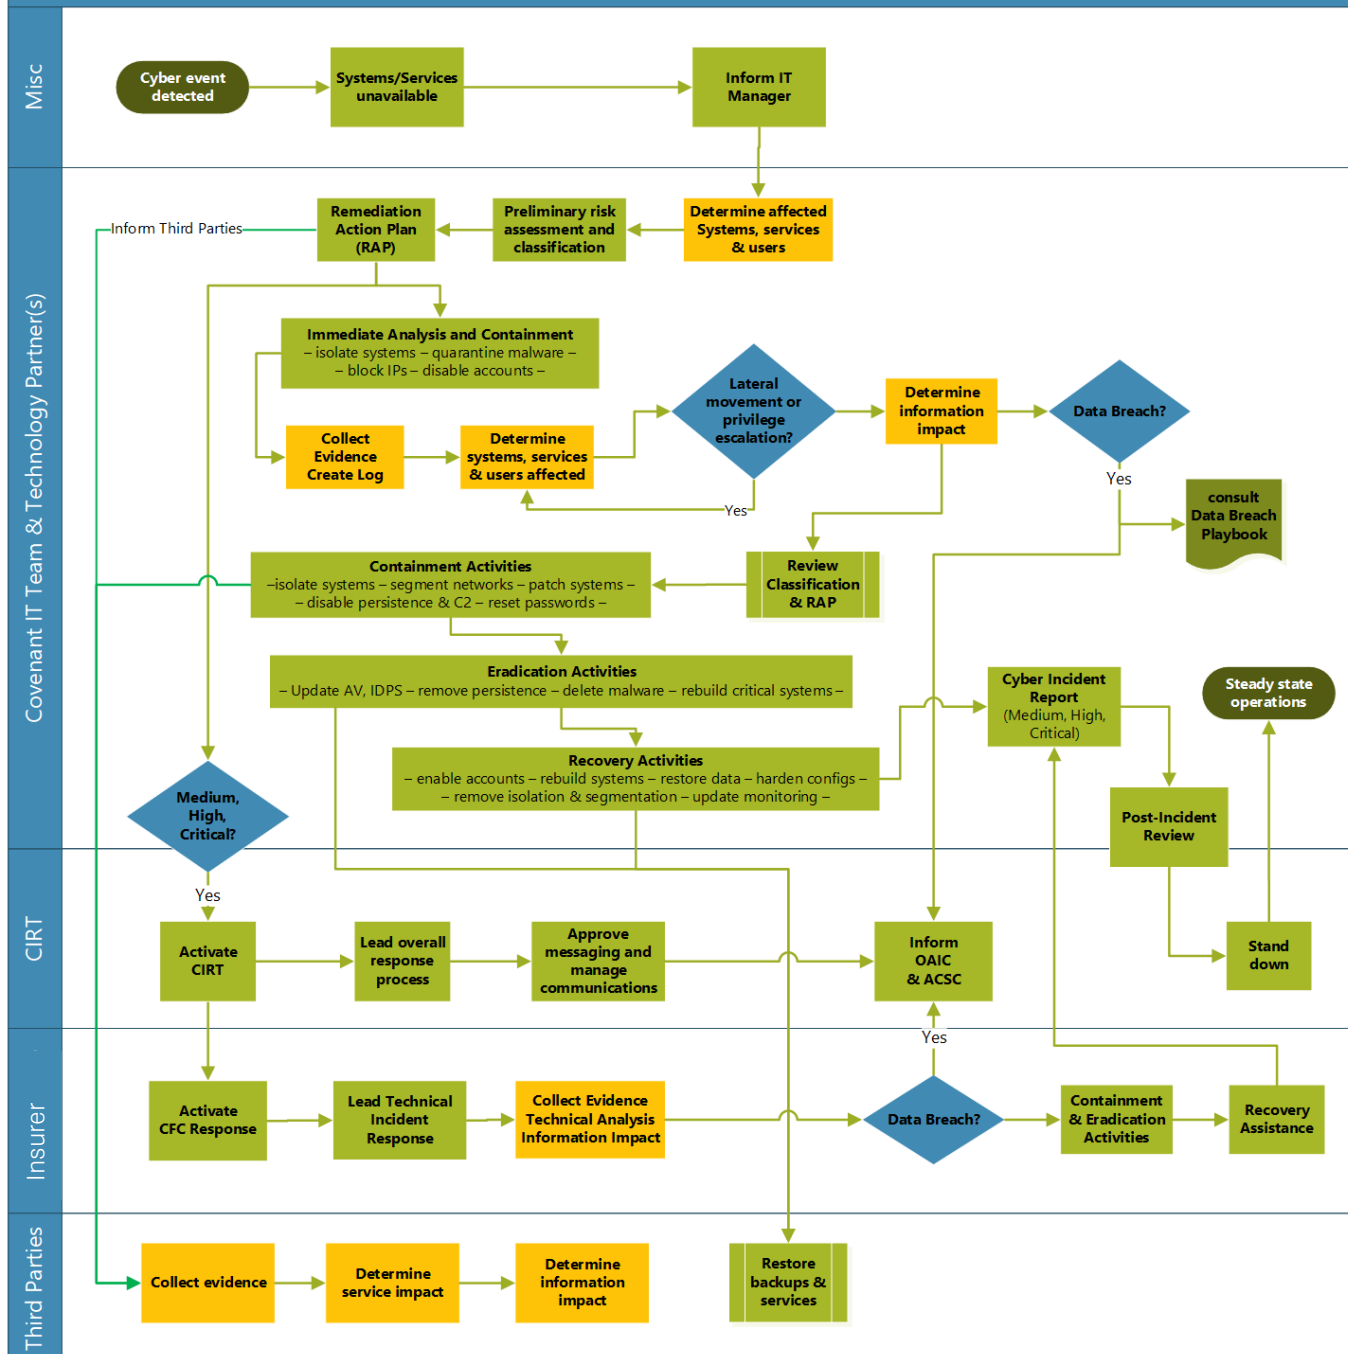 Misc
Cyber event
detected
Systems/Services
unavailable
Inform IT
Manager
Covenant IT Team & Technology Partner(s)
Inform Third Parties
Remediation
Action Plan
(RAP)
Preliminary risk
assessment and
classification
Determine affected
Systems, services
& users
Immediate Analysis and Containment
– isolate systems – quarantine malware –
– block IPs – disable accounts –
Collect
Evidence
Create Log
Determine
systems, services
& users affected
Lateral
movement or
privilege
escalation?
Yes
Determine
information
impact
Data Breach?
Yes
consult
Data Breach
Playbook
Containment Activities
–isolate systems – segment networks – patch systems –
– disable persistence & C2 – reset passwords –
Review
Classification
& RAP
Eradication Activities
– Update AV, IDPS – remove persistence – delete malware – rebuild critical systems –
Recovery Activities
– enable accounts – rebuild systems – restore data – harden configs –
– remove isolation & segmentation – update monitoring –
Cyber Incident
Report
(Medium, High,
Critical)
Steady state
operations
Medium,
High,
Critical?
Post-Incident
Review
CIRT
Yes
Activate
CIRT
Lead overall
response
process
Approve
messaging and
manage
communications
Inform
OAIC
& ACSC
Stand
down
Insurer
Yes
Activate
CFC Response
Lead Technical
Incident
Response
Collect Evidence
Technical Analysis
Information Impact
Data Breach?
Containment
& Eradication
Activities
Recovery
Assistance
Third Parties
Collect evidence
Determine
service impact
Determine
information
impact
Restore
backups &
services